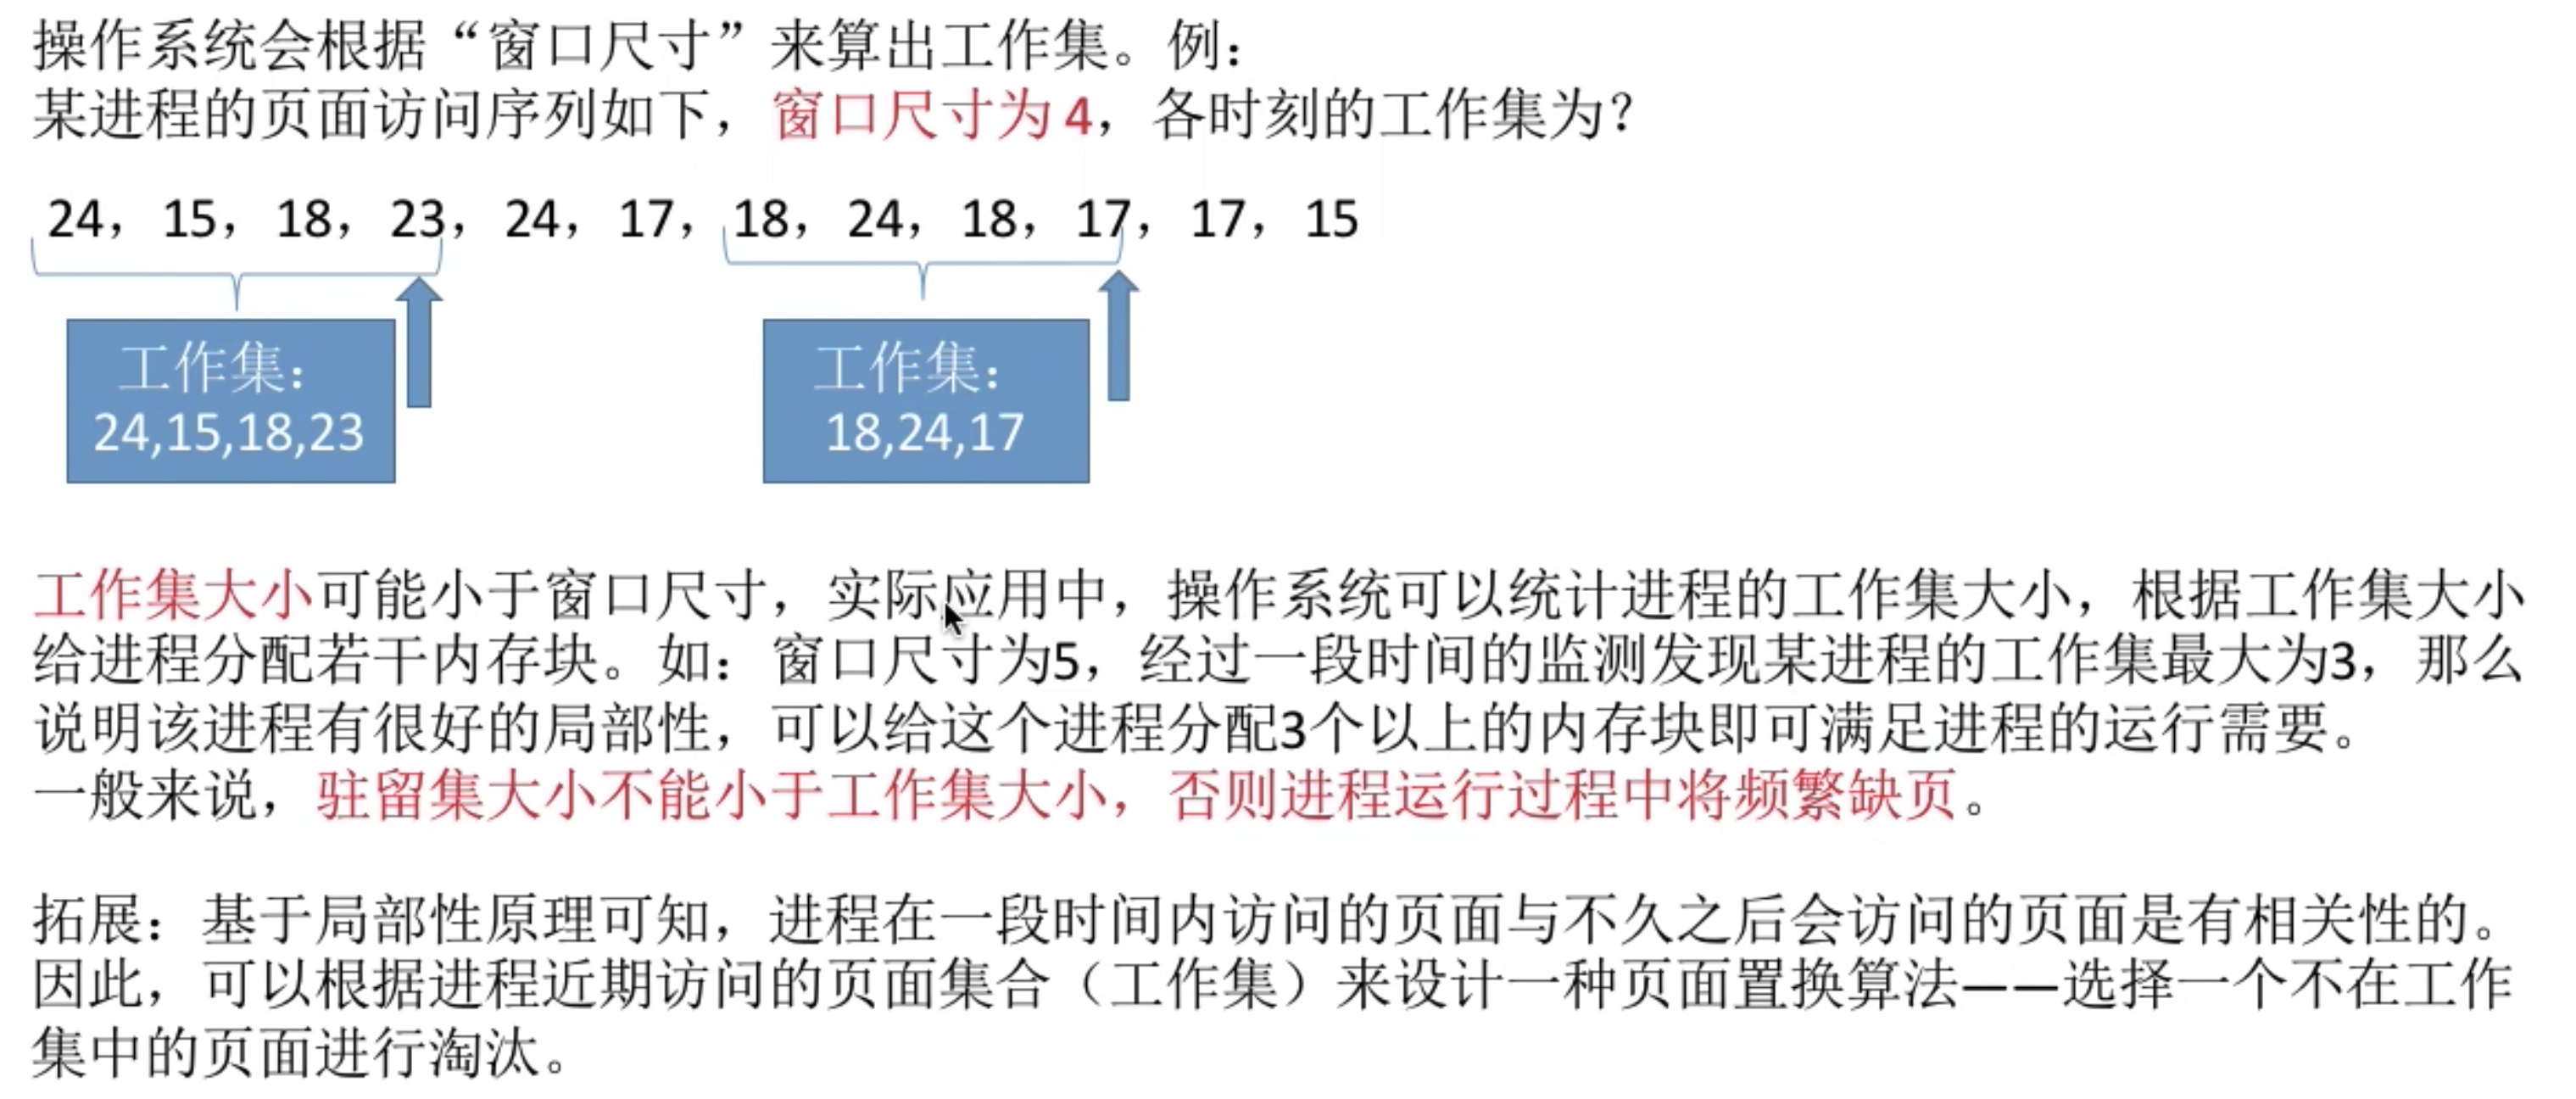 操作系统会根据“窗口尺寸”来算出工作集。例：
某进程的页面访问序列如下，窗口尺寸为 4，各时刻的工作集为？
24，15，18，23，24，17，18，24，18，17，17，15
工作集：
24,15,18,23
工作集：
18,24,17
工作集大小可能小于窗口尺寸，实际应用中，操作系统可以统计进程的工作集大小，根据工作集大小
给进程分配若干内存块。如：窗口尺寸为5，经过一段时间的监测发现某进程的工作集最大为3，那么
说明该进程有很好的局部性，可以给这个进程分配3个以上的内存块即可满足进程的运行需要。
一般来说，驻留集大小不能小于工作集大小，否则进程运行过程中将频繁缺页。
拓展：基于局部性原理可知，进程在一段时间内访问的页面与不久之后会访问的页面是有相关性的。
因此，可以根据进程近期访问的页面集合（工作集）来设计一种页面置换算法——选择一个不在工作
集中的页面进行淘汰。